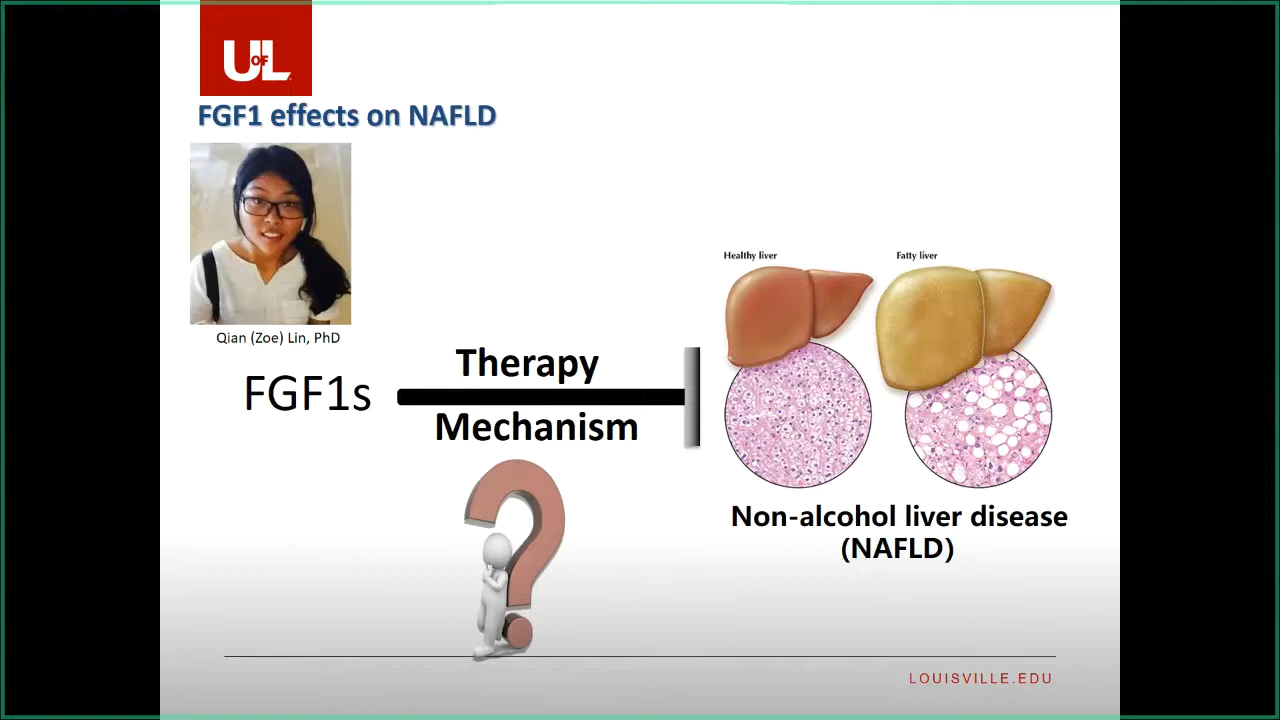 UOFL
FGF1 effects on NAFLD
Qian (Zoe) Lin, PhD
FGF1s
Therapy
Mechanism
Healthy liver
Fatty liver
Non-alcohol liver disease
(NAFLD)
LOUISVILLE.EDU